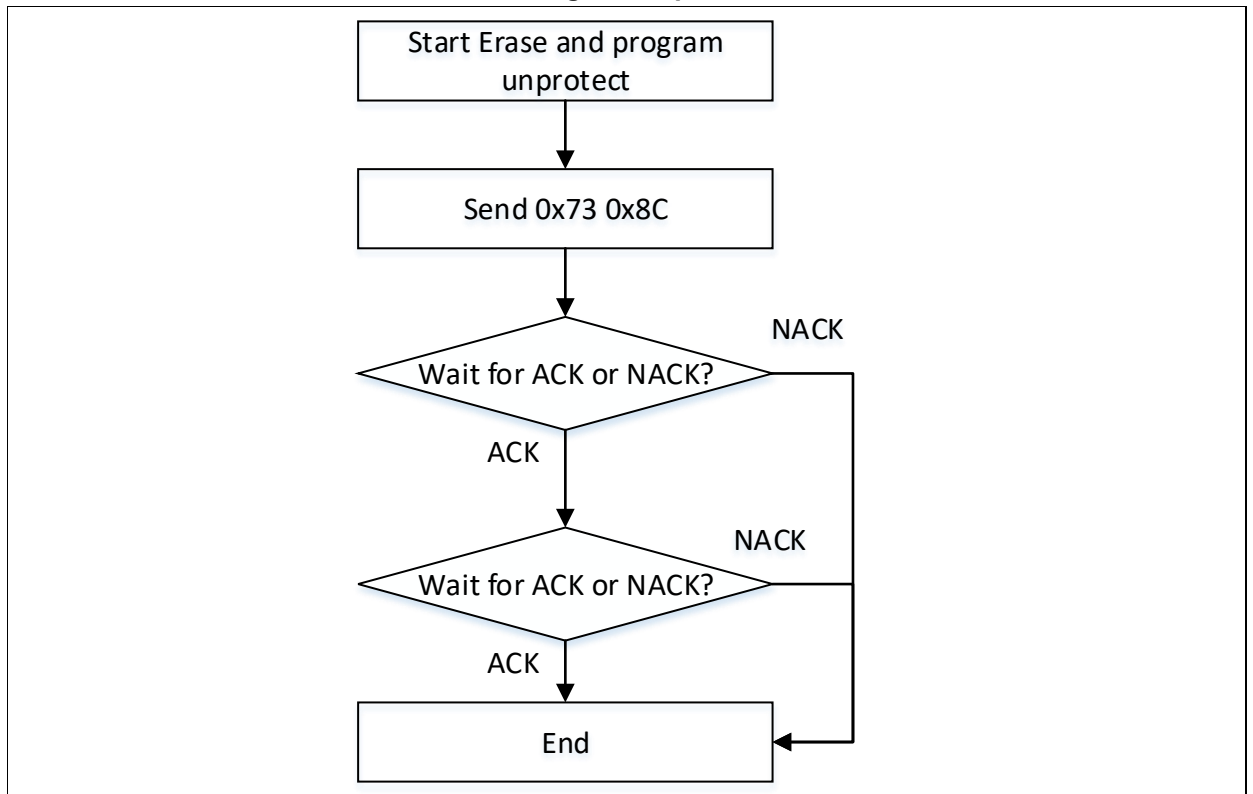 Start Erase and program
unprotect
Send 0x73 0x8C
NACK
Wait for ACK or NACK?
ACK
NACK
Wait for ACK or NACK?
ACK
End